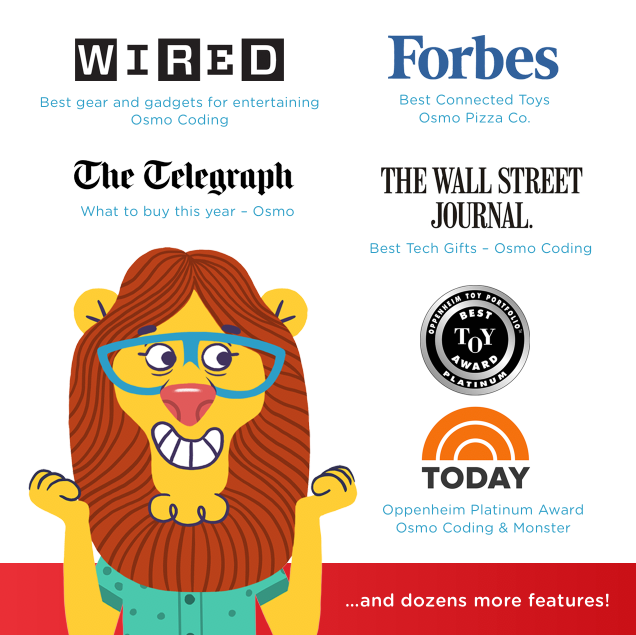 WIRED
Best gear and gadgets for entertaining
Osmo Coding
Forbes
Best Connected Toys
Osmo Pizza Co.
The Telegraph
What to buy this year – Osmo
THE WALL STREET
JOURNAL.
Best Tech Gifts – Osmo Coding
OPPENHEIM TOY PORTFOLIO™
BEST
TOY
AWARD
PLATINUM
TODAY
Oppenheim Platinum Award
Osmo Coding & Monster
...and dozens more features!